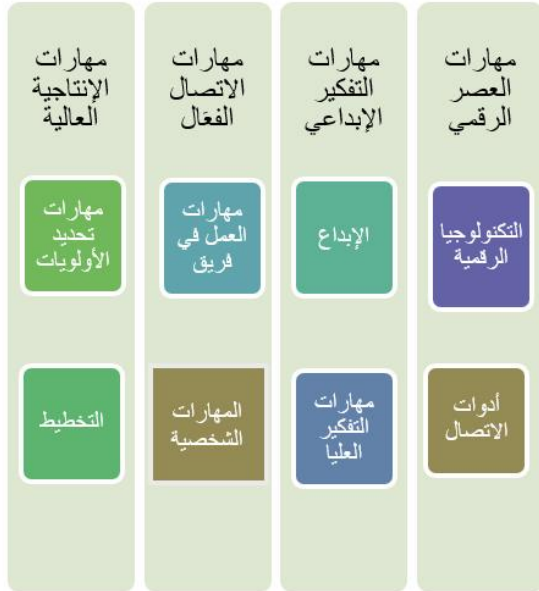 مهارات
العصر
الرقمي
التكنولوجيا
الرقمية
أدوات
الاتصال
مهارات
التفكير
الإبداعي
الإبداع
مهارات
التفكير
العليا
مهارات
الاتصال
الفعَال
مهارات
العمل في
فريق
المهارات
الشخصية
مهارات
الإنتاجية
العالية
مهارات
تحديد
الأولويات
التخطيط